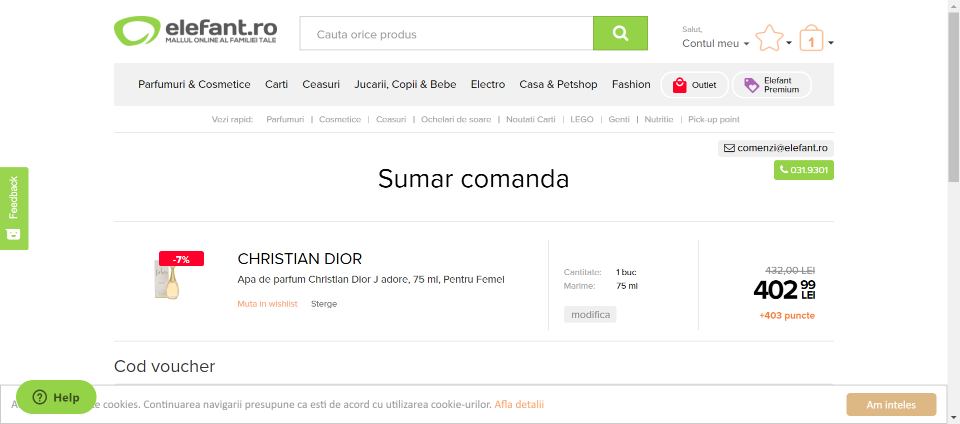 elefant.ro
MALLUL ONLINE AL FAMILIEI TALE
Cauta orice produs
Salut,
Contul meu
1
Parfumuri & Cosmetice Carti Ceasuri Jucarii, Copii & Bebe Electro Casa & Petshop Fashion Outlet Elefant Premium
Vezi rapid: Parfumuri | Cosmetice | Ceasuri | Ochelari de soare | Noutati Carti | LEGO | Genti | Nutritie | Pick-up point
comenzi@elefant.ro
031.9301
Sumar comanda
Feedback
-7%
CHRISTIAN DIOR
Apa de parfum Christian Dior J adore, 75 ml, Pentru Femei
Muta in wishlist Sterge
Cantitate: 1 buc
Marime: 75 ml
modifica
432,00 LEI
402 99 LEI
+403 puncte
Cod voucher
Help
cookies. Continuarea navigarii presupune ca esti de acord cu utilizarea cookie-urilor. Afla detalii
Am inteles